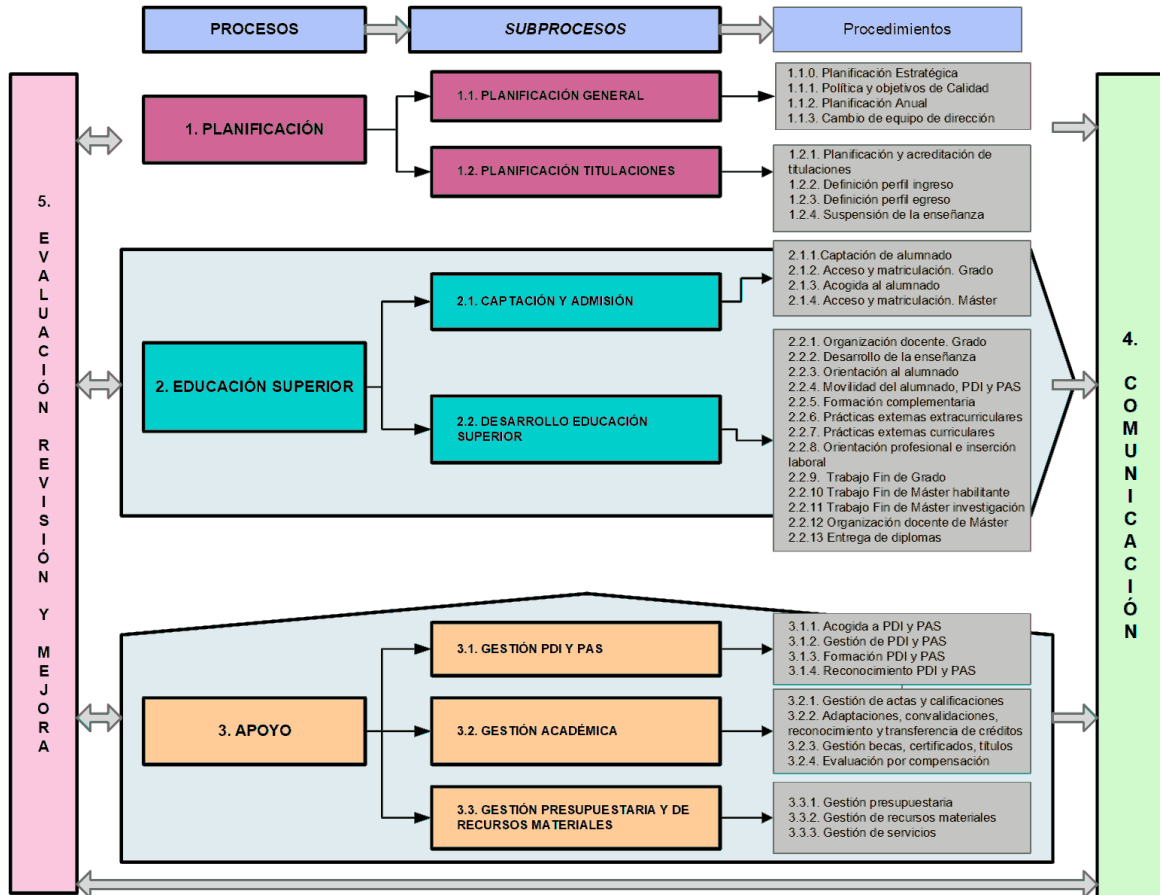 PROCESOS
SUBPROCESOS
Procedimientos
5.
EVALUACIÓN
REVISIÓN
Y
MEJORA
1. PLANIFICACIÓN
1.1. PLANIFICACIÓN GENERAL
1.1.0. Planificación Estratégica
1.1.1. Política y objetivos de Calidad
1.1.2. Planificación Anual
1.1.3. Cambio de equipo de dirección
1.2. PLANIFICACIÓN TITULACIONES
1.2.1. Planificación y acreditación de
titulaciones
1.2.2. Definición perfil ingreso
1.2.3. Definición perfil egreso
1.2.4. Suspensión de la enseñanza
2. EDUCACIÓN SUPERIOR
2.1. CAPTACIÓN Y ADMISIÓN
2.1.1.Captación de alumnado
2.1.2. Acceso y matriculación. Grado
2.1.3. Acogida al alumnado
2.1.4. Acceso y matriculación. Máster
2.2. DESARROLLO EDUCACIÓN
SUPERIOR
2.2.1. Organización docente. Grado
2.2.2. Desarrollo de la enseñanza
2.2.3. Orientación al alumnado
2.2.4. Movilidad del alumnado, PDI y PAS
2.2.5. Formación complementaria
2.2.6. Prácticas externas extracurriculares
2.2.7. Prácticas externas curriculares
2.2.8. Orientación profesional e inserción
laboral
2.2.9. Trabajo Fin de Grado
2.2.10 Trabajo Fin de Máster habilitante
2.2.11 Trabajo Fin de Máster investigación
2.2.12 Organización docente de Máster
2.2.13 Entrega de diplomas
3. APOYO
3.1. GESTIÓN PDI Y PAS
3.1.1. Acogida a PDI y PAS
3.1.2. Gestión de PDI y PAS
3.1.3. Formación PDI y PAS
3.1.4. Reconocimiento PDI y PAS
3.2. GESTIÓN ACADÉMICA
3.2.1. Gestión de actas y calificaciones
3.2.2. Adaptaciones, convalidaciones,
reconocimiento y transferencia de créditos
3.2.3. Gestión becas, certificados, títulos
3.2.4. Evaluación por compensación
3.3. GESTIÓN PRESUPUESTARIA Y DE
RECURSOS MATERIALES
3.3.1. Gestión presupuestaria
3.3.2. Gestión de recursos materiales
3.3.3. Gestión de servicios
4.
COMUNICACIÓN